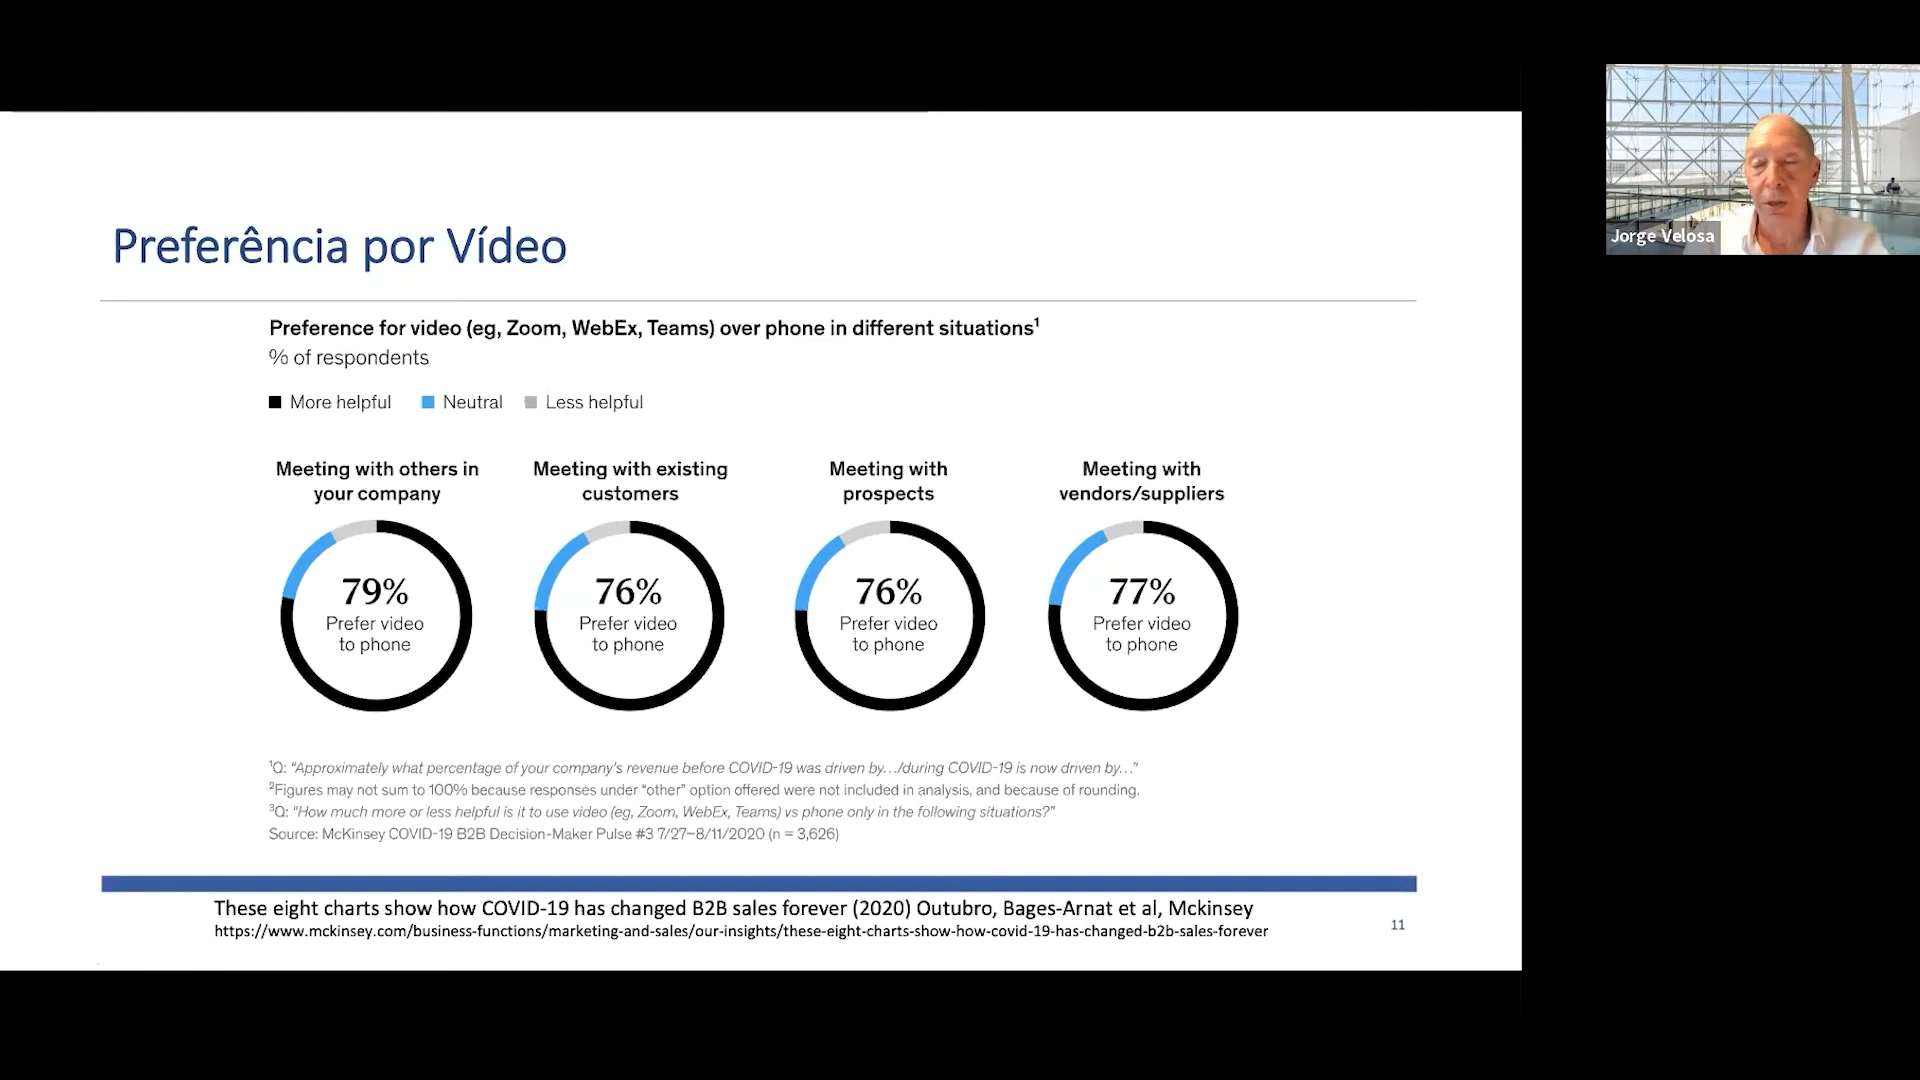 Preferência por Vídeo
Preference for video (eg, Zoom, WebEx, Teams) over phone in different situations¹
% of respondents
More helpful Neutral Less helpful
Meeting with others in
your company
79%
Prefer video
to phone
Meeting with existing
customers
76%
Prefer video
to phone
Meeting with
prospects
76%
Prefer video
to phone
Meeting with
vendors/suppliers
77%
Prefer video
to phone
¹Q: “Approximately what percentage of your company’s revenue before COVID-19 was driven by…/during COVID-19 is now driven by…”
²Figures may not sum to 100% because responses under “other” option offered were not included in analysis, and because of rounding.
³Q: “How much more or less helpful is it to use video (eg, Zoom, WebEx, Teams) vs phone only in the following situations?”
Source: McKinsey COVID-19 B2B Decision-Maker Pulse #3 7/27–8/11/2020 (n = 3,626)
These eight charts show how COVID-19 has changed B2B sales forever (2020) Outubro, Bages-Arnat et al, Mckinsey
https://www.mckinsey.com/business-functions/marketing-and-sales/our-insights/these-eight-charts-show-how-covid-19-has-changed-b2b-sales-forever
11
Jorge Velosa